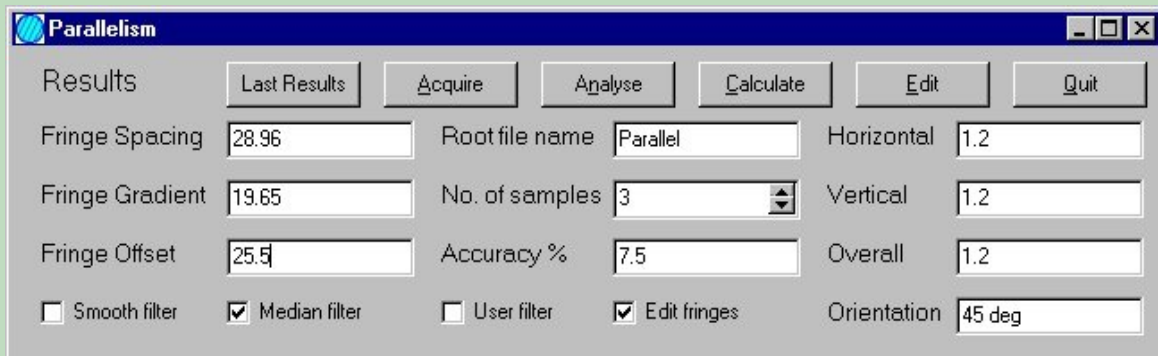 Parallelism
Results Last Results Acquire Analyse Calculate Edit Quit
Fringe Spacing 28.96 Root file name Parallel Horizontal 1.2
Fringe Gradient 19.65 No. of samples 3 Vertical 1.2
Fringe Offset 25.5 Accuracy % 7.5 Overall 1.2
Smooth filter Median filter User filter Edit fringes Orientation 45 deg